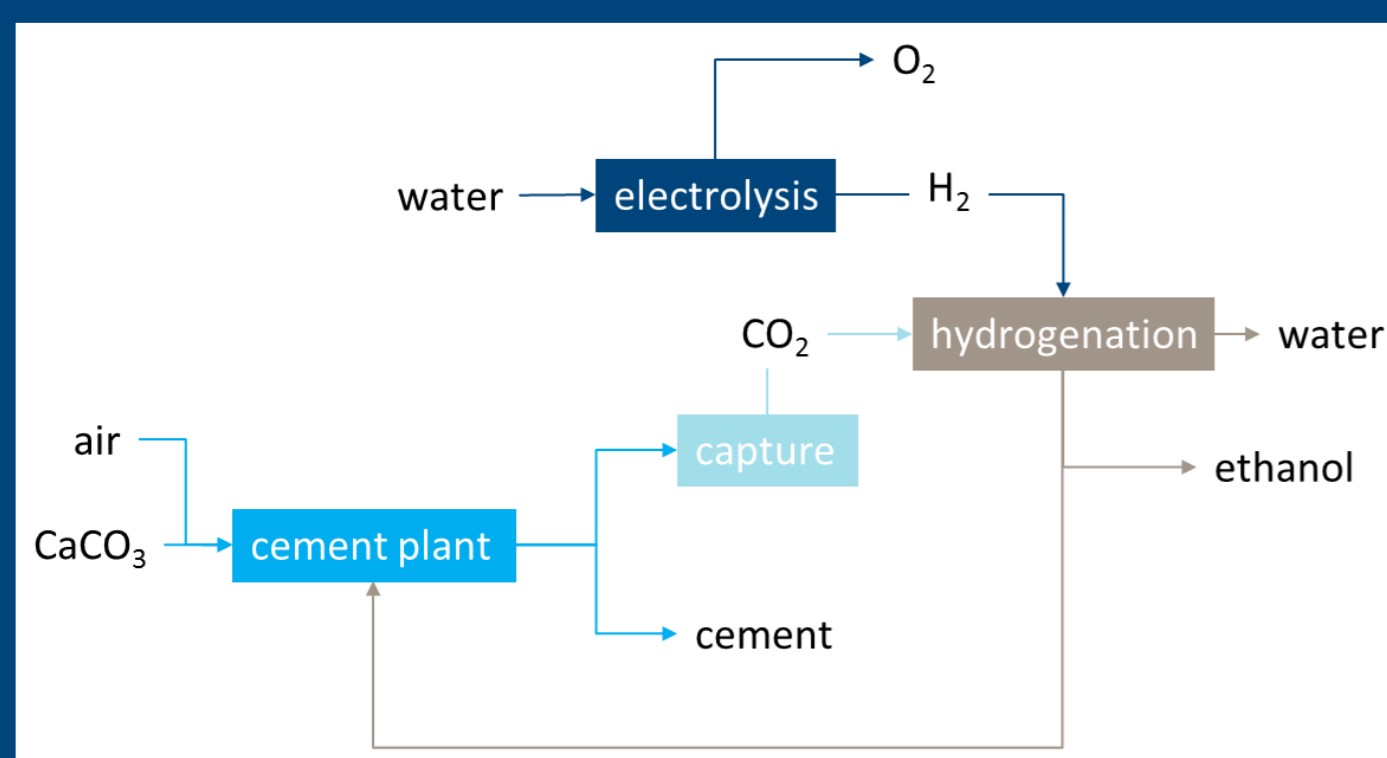 O₂
water
electrolysis
H₂
CO₂
hydrogenation
water
air
capture
ethanol
CaCO₃
cement plant
cement